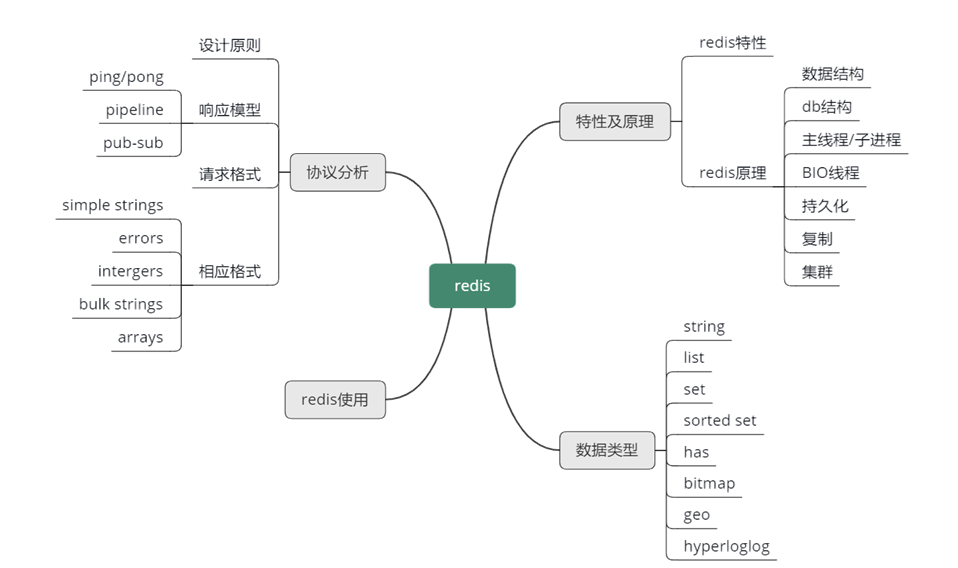 redis
特性及原理
redis特性
redis原理
数据结构
db结构
主线程/子进程
BIO线程
持久化
复制
集群
数据类型
string
list
set
sorted set
has
bitmap
geo
hyperloglog
协议分析
设计原则
响应模型
ping/pong
pipeline
pub-sub
请求格式
相应格式
simple strings
errors
intergers
bulk strings
arrays
redis使用